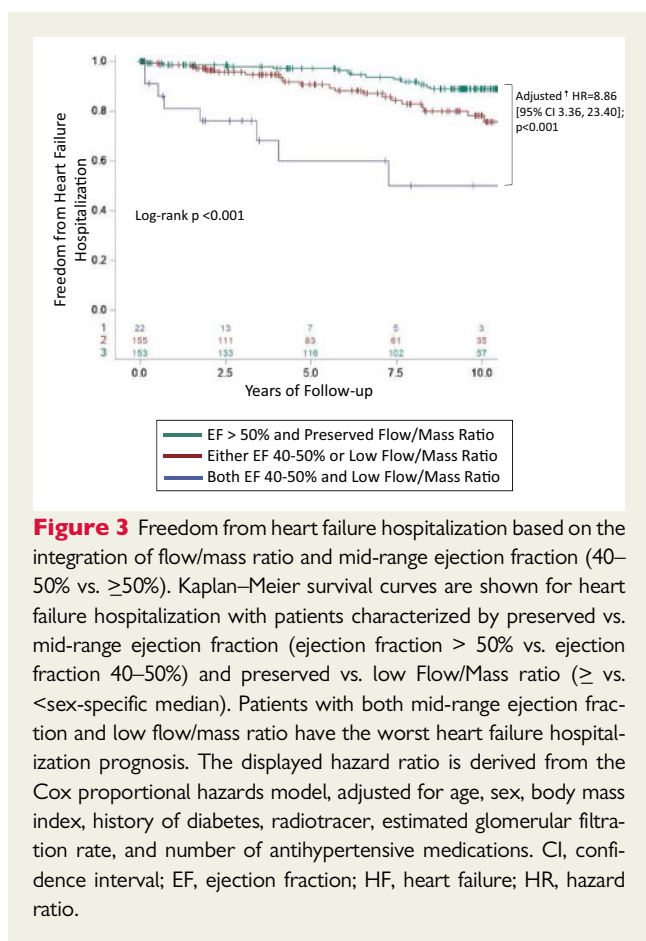 1.0
0.8
0.6
0.4
0.2
0.0
Freedom from Heart Failure
Hospitalization
Adjusted † HR=8.86
[95% CI 3.36, 23.40];
p<0.001
Log-rank p <0.001
1 22 13 7 5 3
2 155 111 83 61 35
3 153 133 116 102 57
0.0 2.5 5.0 7.5 10.0
Years of Follow-up
EF > 50% and Preserved Flow/Mass Ratio
Either EF 40-50% or Low Flow/Mass Ratio
Both EF 40-50% and Low Flow/Mass Ratio
Figure 3 Freedom from heart failure hospitalization based on the
integration of flow/mass ratio and mid-range ejection fraction (40–
50% vs. ≥50%). Kaplan–Meier survival curves are shown for heart
failure hospitalization with patients characterized by preserved vs.
mid-range ejection fraction (ejection fraction > 50% vs. ejection
fraction 40–50%) and preserved vs. low Flow/Mass ratio (≥ vs.
<sex-specific median). Patients with both mid-range ejection frac-
tion and low flow/mass ratio have the worst heart failure hospital-
ization prognosis. The displayed hazard ratio is derived from the
Cox proportional hazards model, adjusted for age, sex, body mass
index, history of diabetes, radiotracer, estimated glomerular filtra-
tion rate, and number of antihypertensive medications. CI, confi-
dence interval; EF, ejection fraction; HF, heart failure; HR, hazard
ratio.